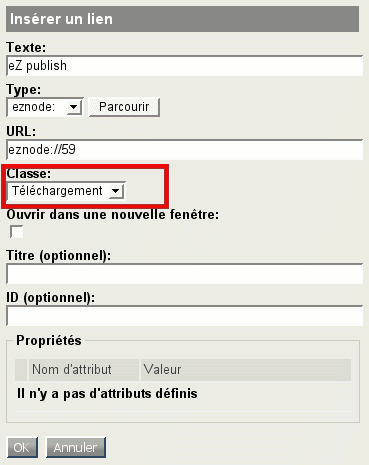 Insérer un lien
Texte:
eZ publish
Type:
eznode: Parcourir
URL:
eznode://59
Classe:
Téléchargement
Ouvrir dans une nouvelle fenêtre:
Titre (optionnel):
ID (optionnel):
Propriétés
Nom d'attribut Valeur
Il n'y a pas d'attributs définis
OK Annuler